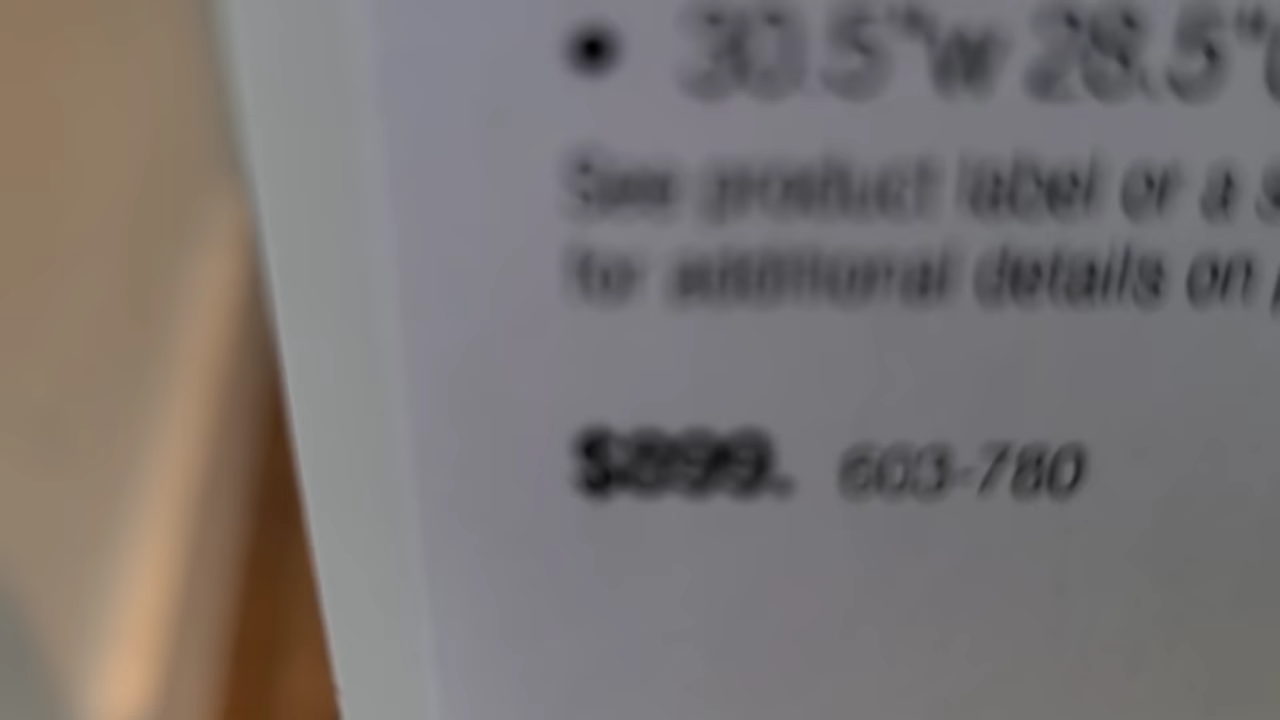 • 30.5"w 28.5"
See product label or a
for additional details on
$899. 603-780